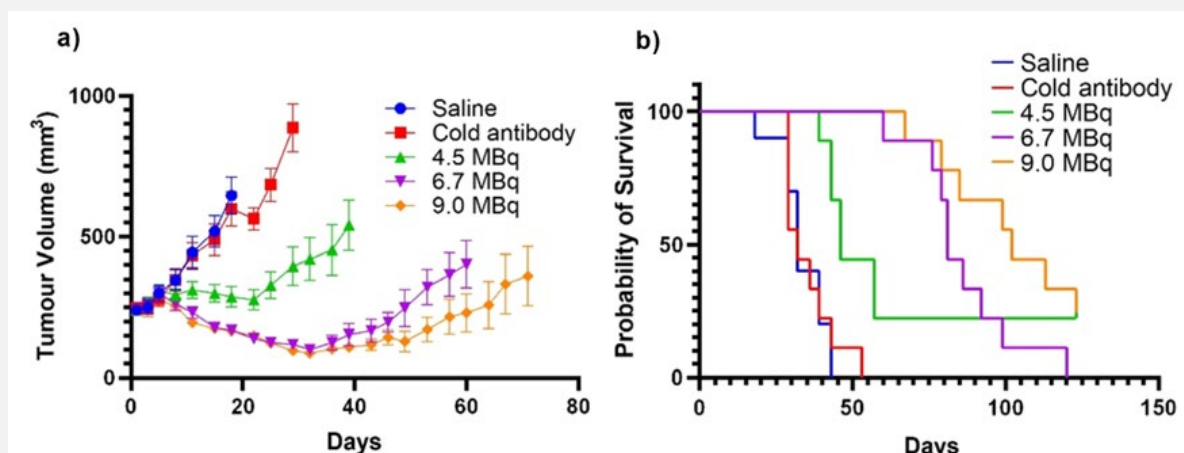 a)
Tumour Volume (mm³)
1000
500
0
0 20 40 60 80
Days
Saline
Cold antibody
4.5 MBq
6.7 MBq
9.0 MBq
b)
Probability of Survival
100
50
0
0 50 100 150
Days
Saline
Cold antibody
4.5 MBq
6.7 MBq
9.0 MBq